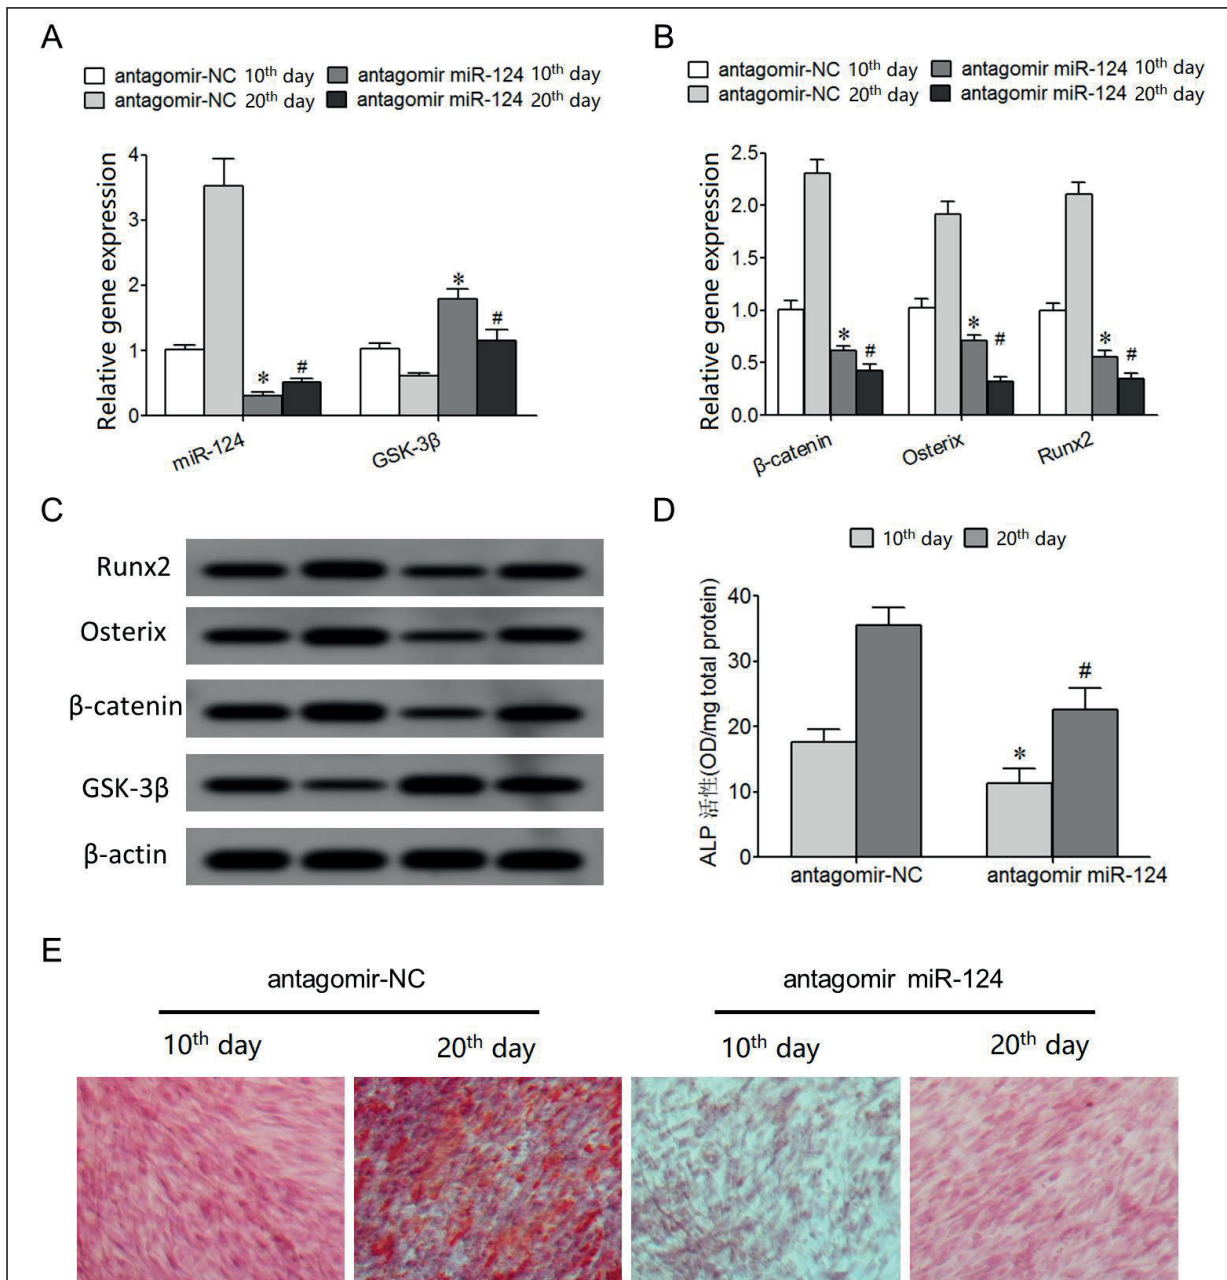 A
antagomir-NC 10th day antagomir miR-124 10th day
antagomir-NC 20th day antagomir miR-124 20th day
Relative gene expression
4
3
2
1
0
*
#
*
#
miR-124 GSK-3β
B
antagomir-NC 10th day antagomir miR-124 10th day
antagomir-NC 20th day antagomir miR-124 20th day
Relative gene expression
2.5
2.0
1.5
1.0
0.5
0.0
*
#
*
#
*
#
β-catenin Osterix Runx2
C
Runx2
Osterix
β-catenin
GSK-3β
β-actin
D
10th day 20th day
ALP 活性(OD/mg total protein)
40
30
20
10
0
*
#
antagomir-NC antagomir miR-124
E
antagomir-NC antagomir miR-124
10th day 20th day 10th day 20th day